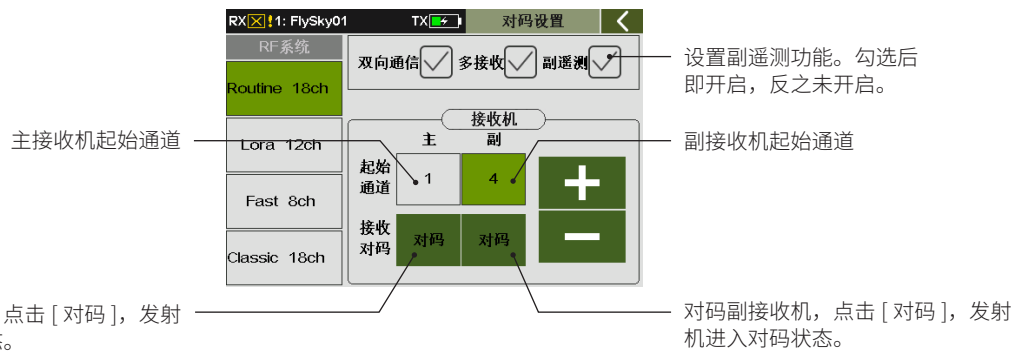 RX 1: FlySky01 TX 对码设置
RF系统
双向通信 多接收 副遥测
设置副遥测功能。勾选后
即开启，反之未开启。
Routine 18ch
接收机
主接收机起始通道
Lora 12ch
主 副
副接收机起始通道
起始
通道
1 4
Fast 8ch
接收
对码
对码 对码
Classic 18ch
点击 [ 对码 ]，发射
对码副接收机，点击 [ 对码 ]，发射
机进入对码状态。